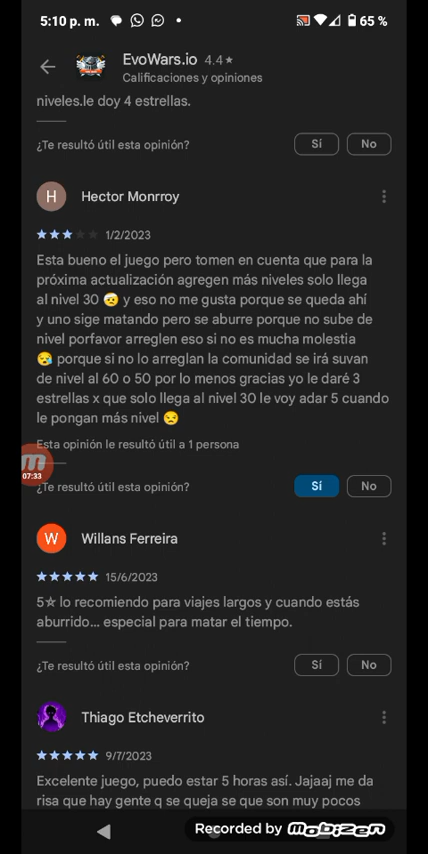 5:10 p. m.
65 %
EvoWars.io 4.4★
Calificaciones y opiniones
niveles.le doy 4 estrellas.
¿Te resultó útil esta opinión?
Sí
No
H
Hector Monrroy
1/2/2023
Esta bueno el juego pero tomen en cuenta que para la
próxima actualización agregen más niveles solo llega
al nivel 30 🤕 y eso no me gusta porque se queda ahí
y uno sige matando pero se aburre porque no sube de
nivel porfavor arreglen eso si no es mucha molestia
😪 porque si no lo arreglan la comunidad se irá suvan
de nivel al 60 o 50 por lo menos gracias yo le daré 3
estrellas x que solo llega al nivel 30 le voy adar 5 cuando
le pongan más nivel 😒
Esta opinión le resultó útil a 1 persona
07:33
¿Te resultó útil esta opinión?
Sí
No
W
Willans Ferreira
15/6/2023
5☆ lo recomiendo para viajes largos y cuando estás
aburrido... especial para matar el tiempo.
¿Te resultó útil esta opinión?
Sí
No
Thiago Etcheverrito
9/7/2023
Excelente juego, puedo estar 5 horas así. Jajaaj me da
risa que hay gente q se queja se que son muy pocos
Recorded by mobizen